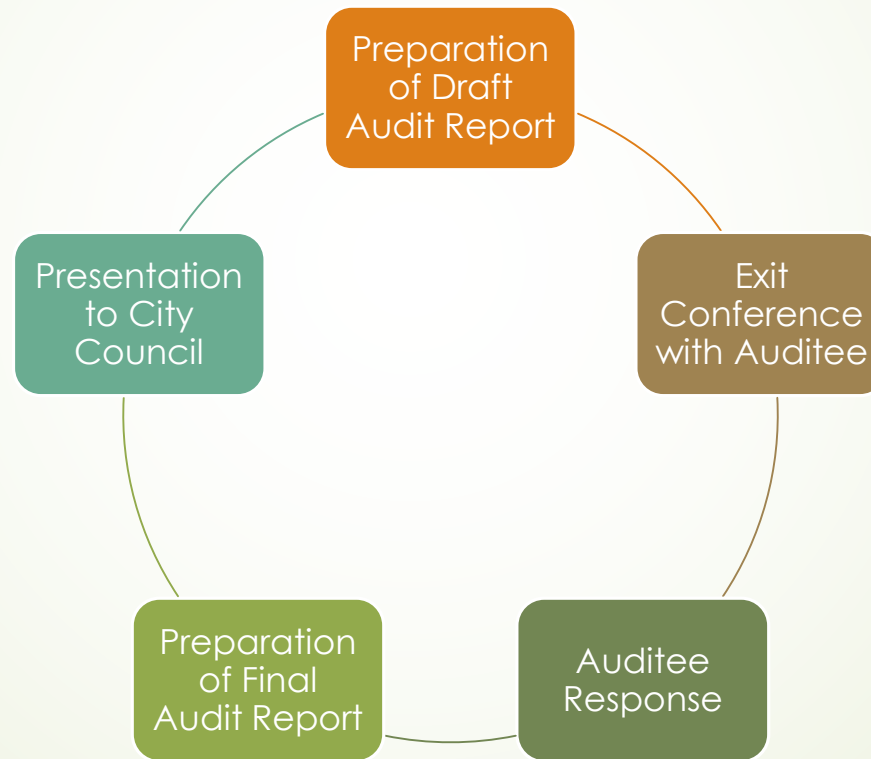 Preparation
of Draft
Audit Report
Exit
Conference
with Auditee
Auditee
Response
Preparation
of Final
Audit Report
Presentation
to City
Council